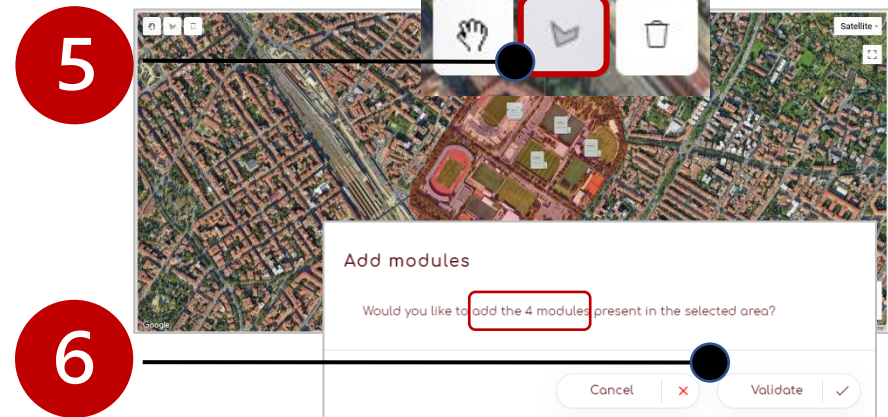 5
Satellite
Add modules
Would you like to add the 4 modules present in the selected area?
Google
6
Cancel
Validate